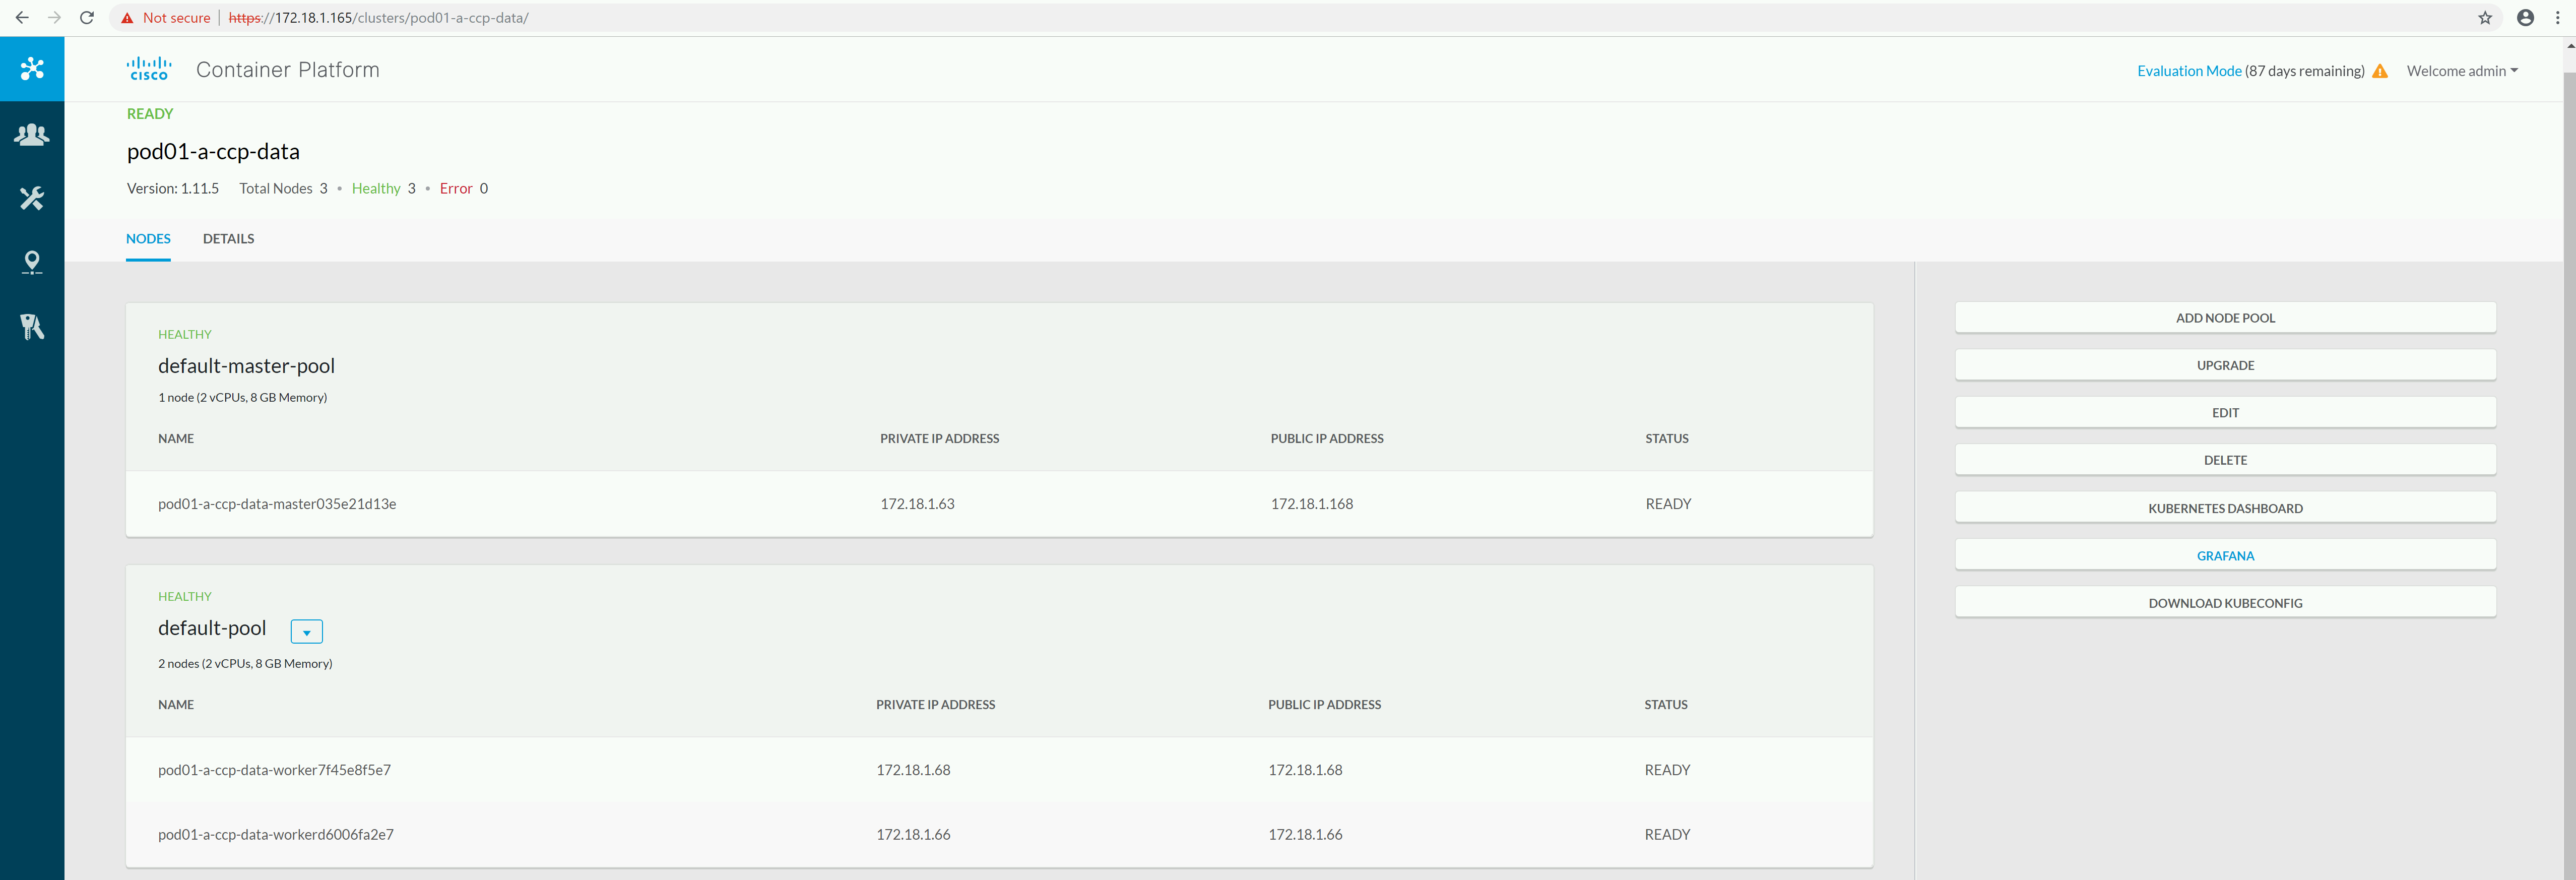 Not secure https://172.18.1.165/clusters/pod01-a-ccp-data/
CISCO Container Platform Evaluation Mode (87 days remaining) Welcome admin
READY
pod01-a-ccp-data
Version: 1.11.5 Total Nodes 3 • Healthy 3 • Error 0
NODES DETAILS
HEALTHY
default-master-pool
1 node (2 vCPUs, 8 GB Memory)
NAME PRIVATE IP ADDRESS PUBLIC IP ADDRESS STATUS
pod01-a-ccp-data-master035e21d13e 172.18.1.63 172.18.1.168 READY
HEALTHY
default-pool
2 nodes (2 vCPUs, 8 GB Memory)
NAME PRIVATE IP ADDRESS PUBLIC IP ADDRESS STATUS
pod01-a-ccp-data-worker7f45e8f5e7 172.18.1.68 172.18.1.68 READY
pod01-a-ccp-data-workerd6006fa2e7 172.18.1.66 172.18.1.66 READY
ADD NODE POOL
UPGRADE
EDIT
DELETE
KUBERNETES DASHBOARD
GRAFANA
DOWNLOAD KUBECONFIG